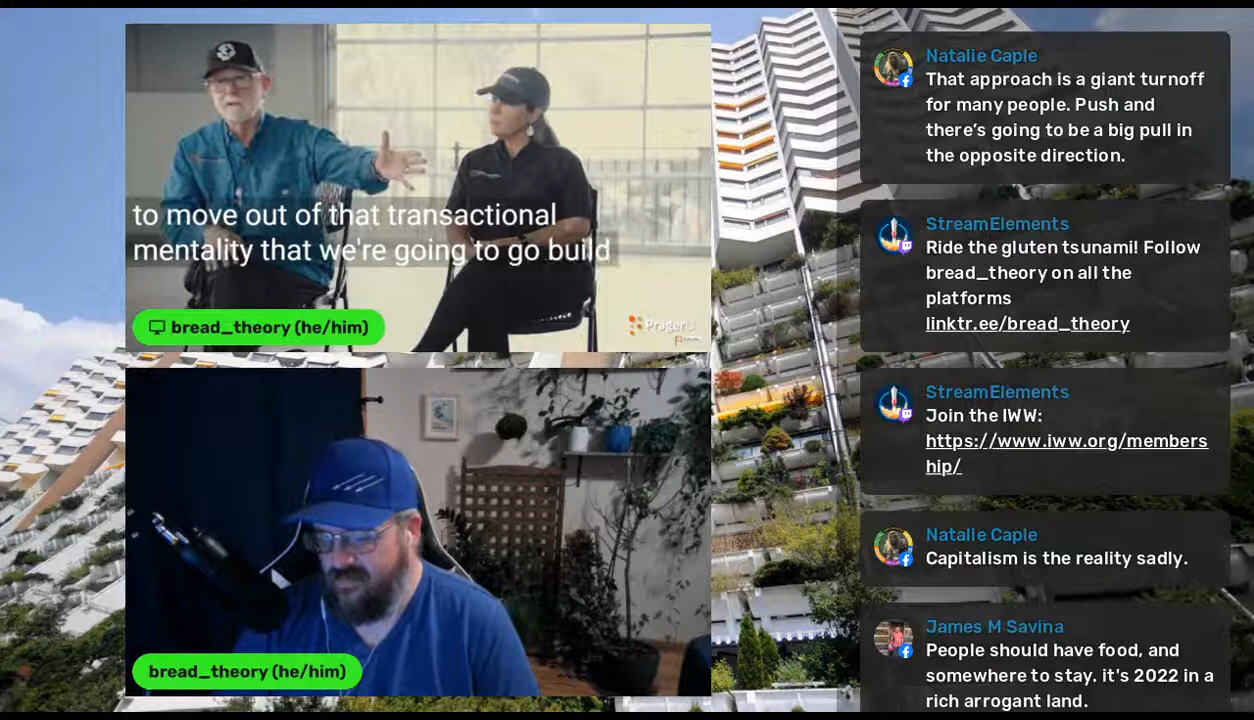 to move out of that transactional
mentality that we're going to go build
bread_theory (he/him)
PragerU
bread_theory (he/him)
Natalie Caple
That approach is a giant turnoff
for many people. Push and
there’s going to be a big pull in
the opposite direction.
StreamElements
Ride the gluten tsunami! Follow
bread_theory on all the
platforms
linktr.ee/bread_theory
StreamElements
Join the IWW:
https://www.iww.org/members
hip/
Natalie Caple
Capitalism is the reality sadly.
James M Savina
People should have food, and
somewhere to stay. it's 2022 in a
rich arrogant land.